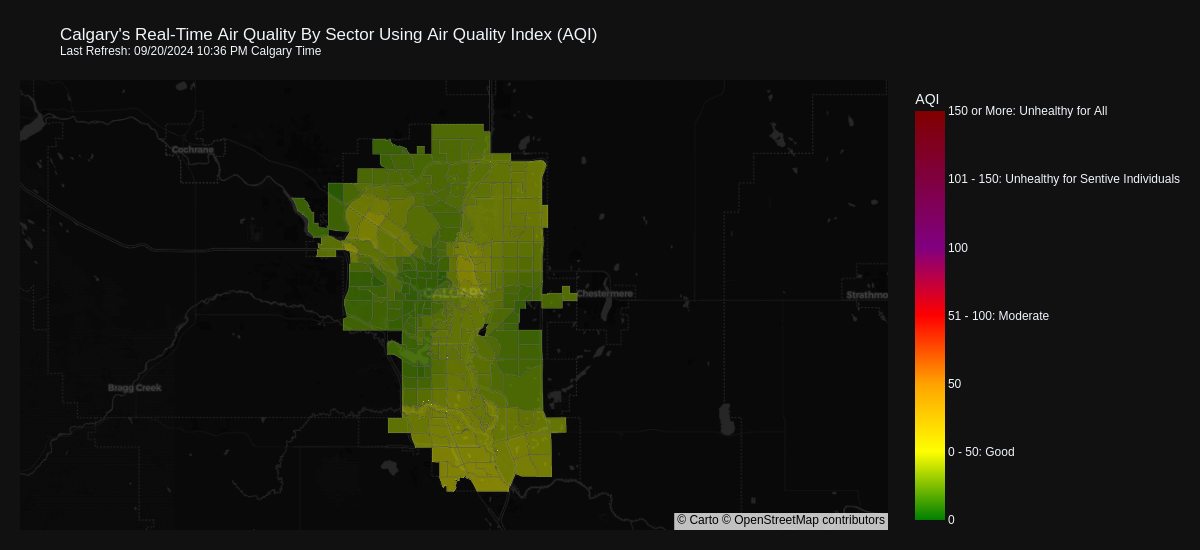 Calgary's Real-Time Air Quality By Sector Using Air Quality Index (AQI)
Last Refresh: 09/20/2024 10:36 PM Calgary Time
AQI
150 or More: Unhealthy for All
Cochrane
101 - 150: Unhealthy for Sentive Individuals
100
CALGARY
Chestermere
Strathmo
51 - 100: Moderate
50
Bragg Creek
0 - 50: Good
0
© Carto © OpenStreetMap contributors